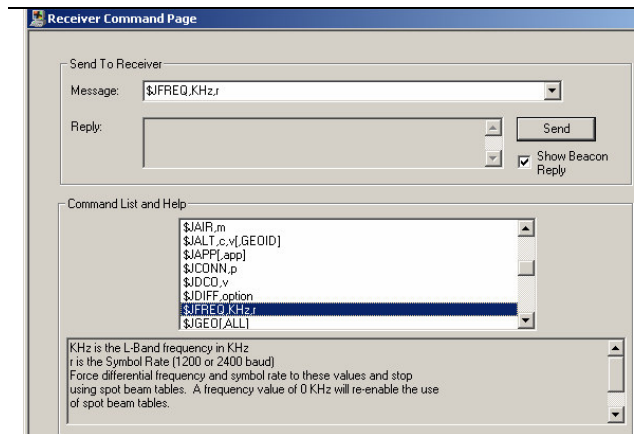 Receiver Command Page
Send To Receiver
Message: $JFREQ,KHz,r
Reply:
Send
Show Beacon
Reply
Command List and Help
$JAIR,m
$JALT,c,v[,GEOID]
$JAPP[,app]
$JCONN,p
$JDCO,v
$JDIFF,option
$JFREQ,KHz,r
$JGEO[,ALL]
KHz is the L-Band frequency in KHz
r is the Symbol Rate (1200 or 2400 baud)
Force differential frequency and symbol rate to these values and stop
using spot beam tables.  A frequency value of 0 KHz will re-enable the use
of spot beam tables.